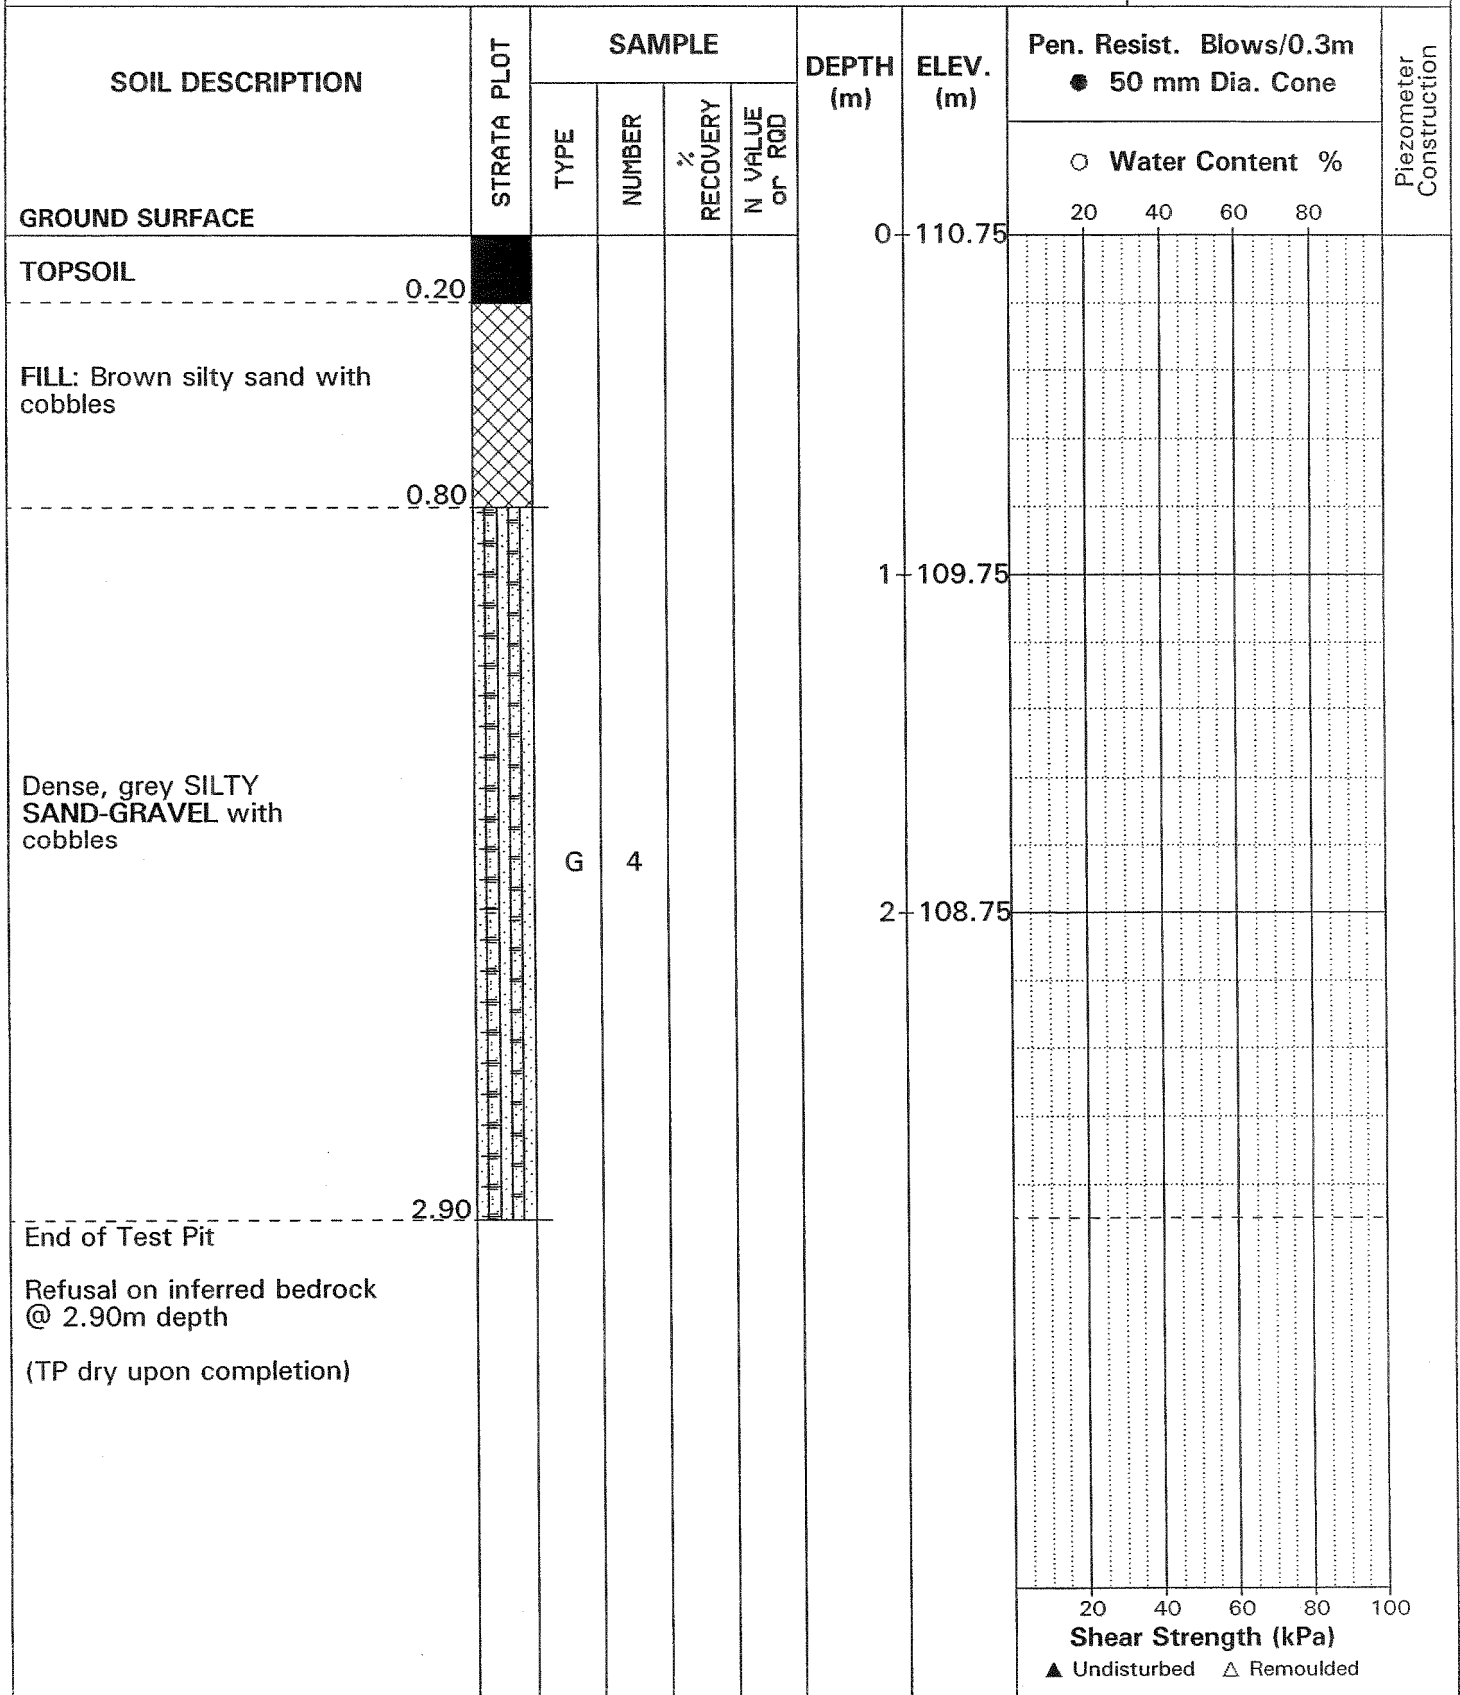 SOIL DESCRIPTION
GROUND SURFACE
STRATA PLOT
SAMPLE
TYPE
NUMBER
%
RECOVERY
N VALUE
or RQD
DEPTH
(m)
ELEV.
(m)
Pen. Resist. Blows/0.3m
● 50 mm Dia. Cone
○ Water Content %
20 40 60 80
Piezometer
Construction
0 110.75
TOPSOIL
0.20
FILL: Brown silty sand with
cobbles
0.80
1 109.75
Dense, grey SILTY
SAND-GRAVEL with
cobbles
G 4
2 108.75
2.90
End of Test Pit
Refusal on inferred bedrock
@ 2.90m depth
(TP dry upon completion)
20 40 60 80 100
Shear Strength (kPa)
▲ Undisturbed △ Remoulded